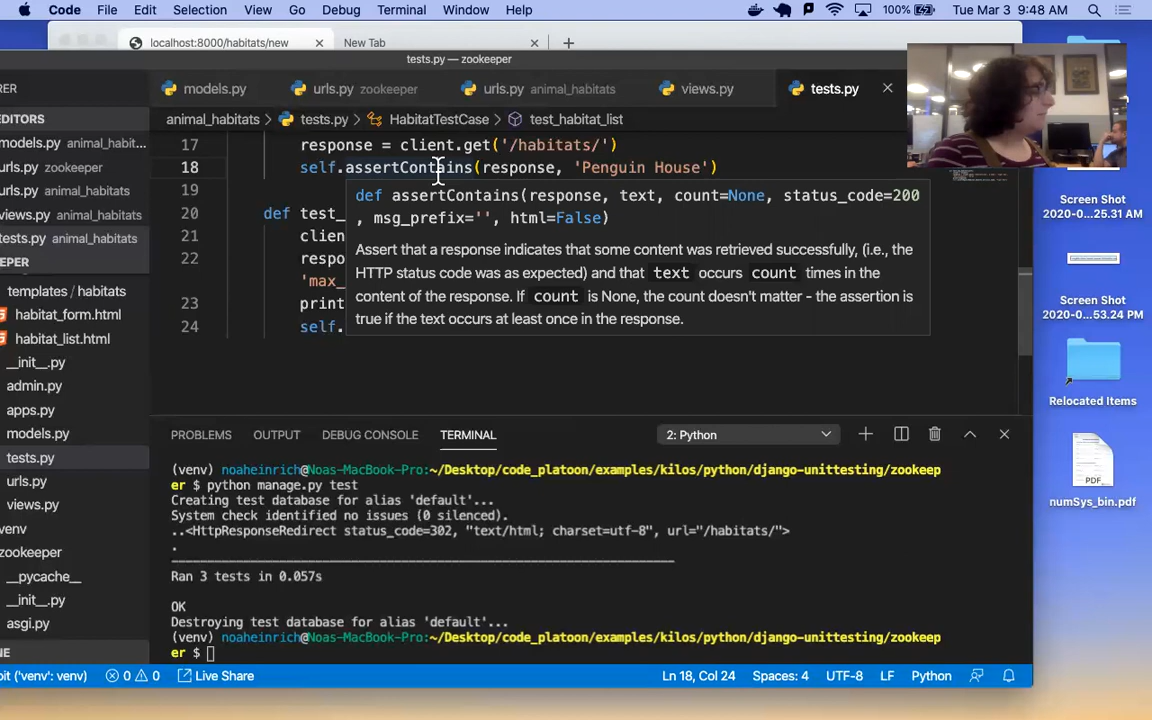 Code File Edit Selection View Go Debug Terminal Window Help 100% Tue Mar 3 9:48 AM
localhost:8000/habitats/new New Tab
tests.py — zookeeper
RER models.py urls.py zookeeper urls.py animal_habitats views.py tests.py
animal_habitats tests.py HabitatTestCase test_habitat_list
models.py animal_habitats
urls.py zookeeper
urls.py animal_habitats
tests.py animal_habitats
EPER
templates/habitats
habitat_form.html
habitat_list.html
__init__.py
admin.py
apps.py
models.py
tests.py
urls.py
views.py
venv
zookeeper
__pycache__
__init__.py
asgi.py
NE
17 response = client.get('/habitats/')
18 self.assertContains(response, 'Penguin House')
19
20 def test_
21 clien
22 respo
'max_
23 print
24 self.
def assertContains(response, text, count=None, status_code=200
, msg_prefix='', html=False)
Assert that a response indicates that some content was retrieved successfully, (i.e., the
HTTP status code was as expected) and that text occurs count times in the
content of the response. If count is None, the count doesn't matter - the assertion is
true if the text occurs at least once in the response.
PROBLEMS OUTPUT DEBUG CONSOLE TERMINAL 2: Python
(venv) noaheinrich@Noas-MacBook-Pro:~/Desktop/code_platoon/examples/kilos/python/django-unittesting/zookeep
er $ python manage.py test
Creating test database for alias 'default'...
System check identified no issues (0 silenced).
..<HttpResponseRedirect status_code=302, "text/html; charset=utf-8", url="/habitats/">
.
----------------------------------------------------------------------
Ran 3 tests in 0.057s
OK
Destroying test database for alias 'default'...
(venv) noaheinrich@Noas-MacBook-Pro:~/Desktop/code_platoon/examples/kilos/python/django-unittesting/zookeep
er $
bit ('venv': venv) 0 0 Live Share Ln 18, Col 24 Spaces: 4 UTF-8 LF Python
Screen Shot
2020-0...25.31 AM
Screen Shot
2020-0...53.24 PM
Relocated Items
PDF
numSys_bin.pdf